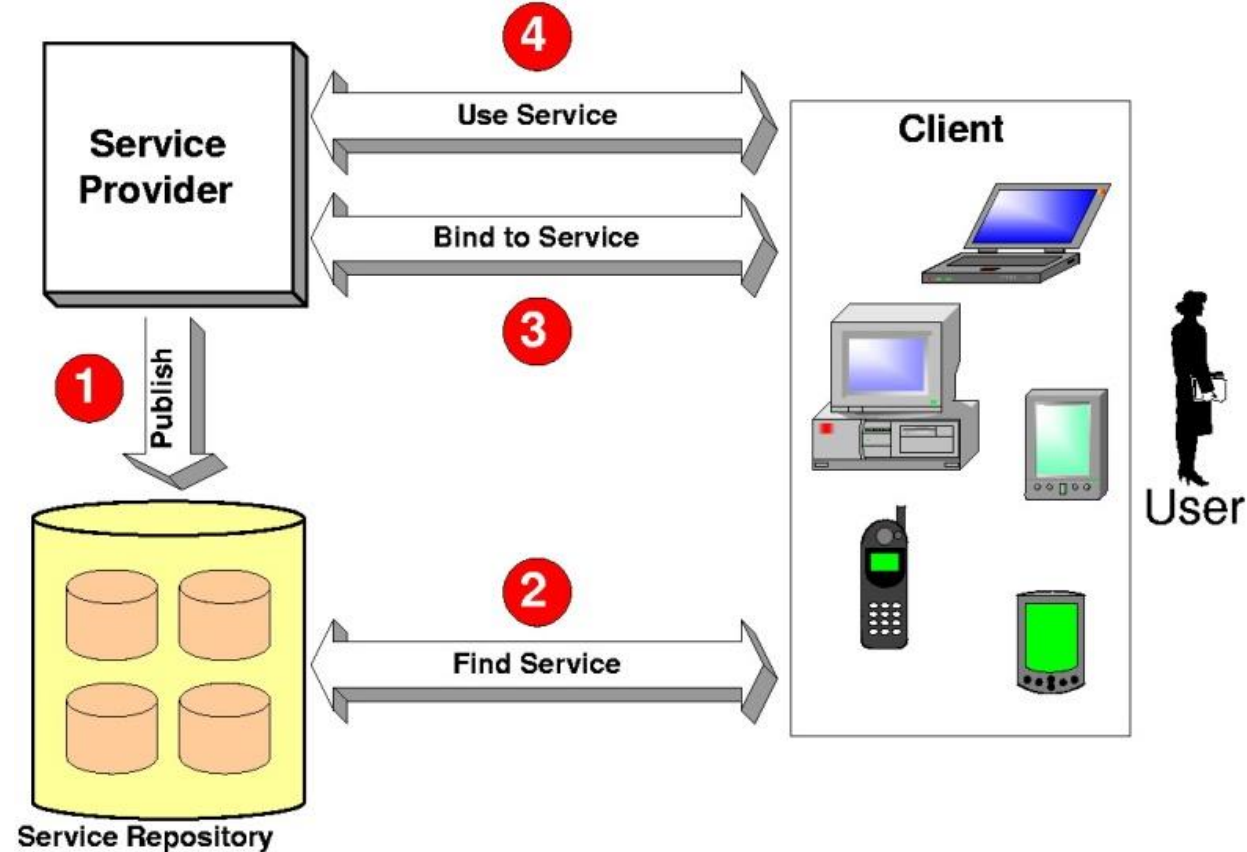 4
Use Service
Service
Provider
Client
Bind to Service
3
1
Publish
User
2
Find Service
Service Repository